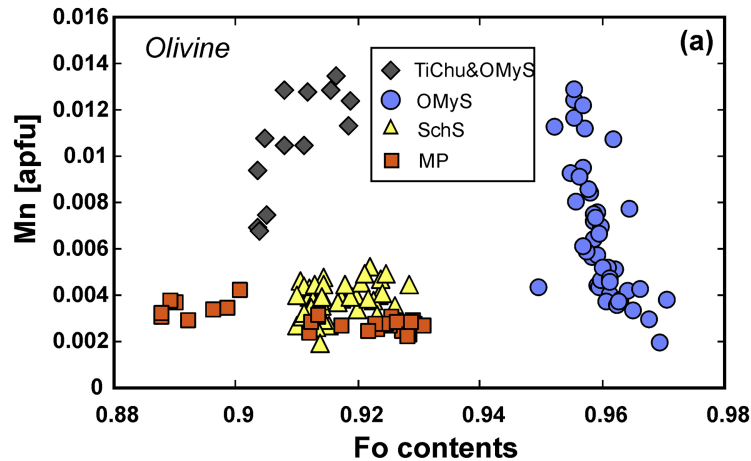 0.016
0.014
0.012
0.01
0.008
0.006
0.004
0.002
0
Mn [apfu]
Olivine
(a)
TiChu&OMyS
OMyS
SchS
MP
0.88 0.9 0.92 0.94 0.96 0.98
Fo contents